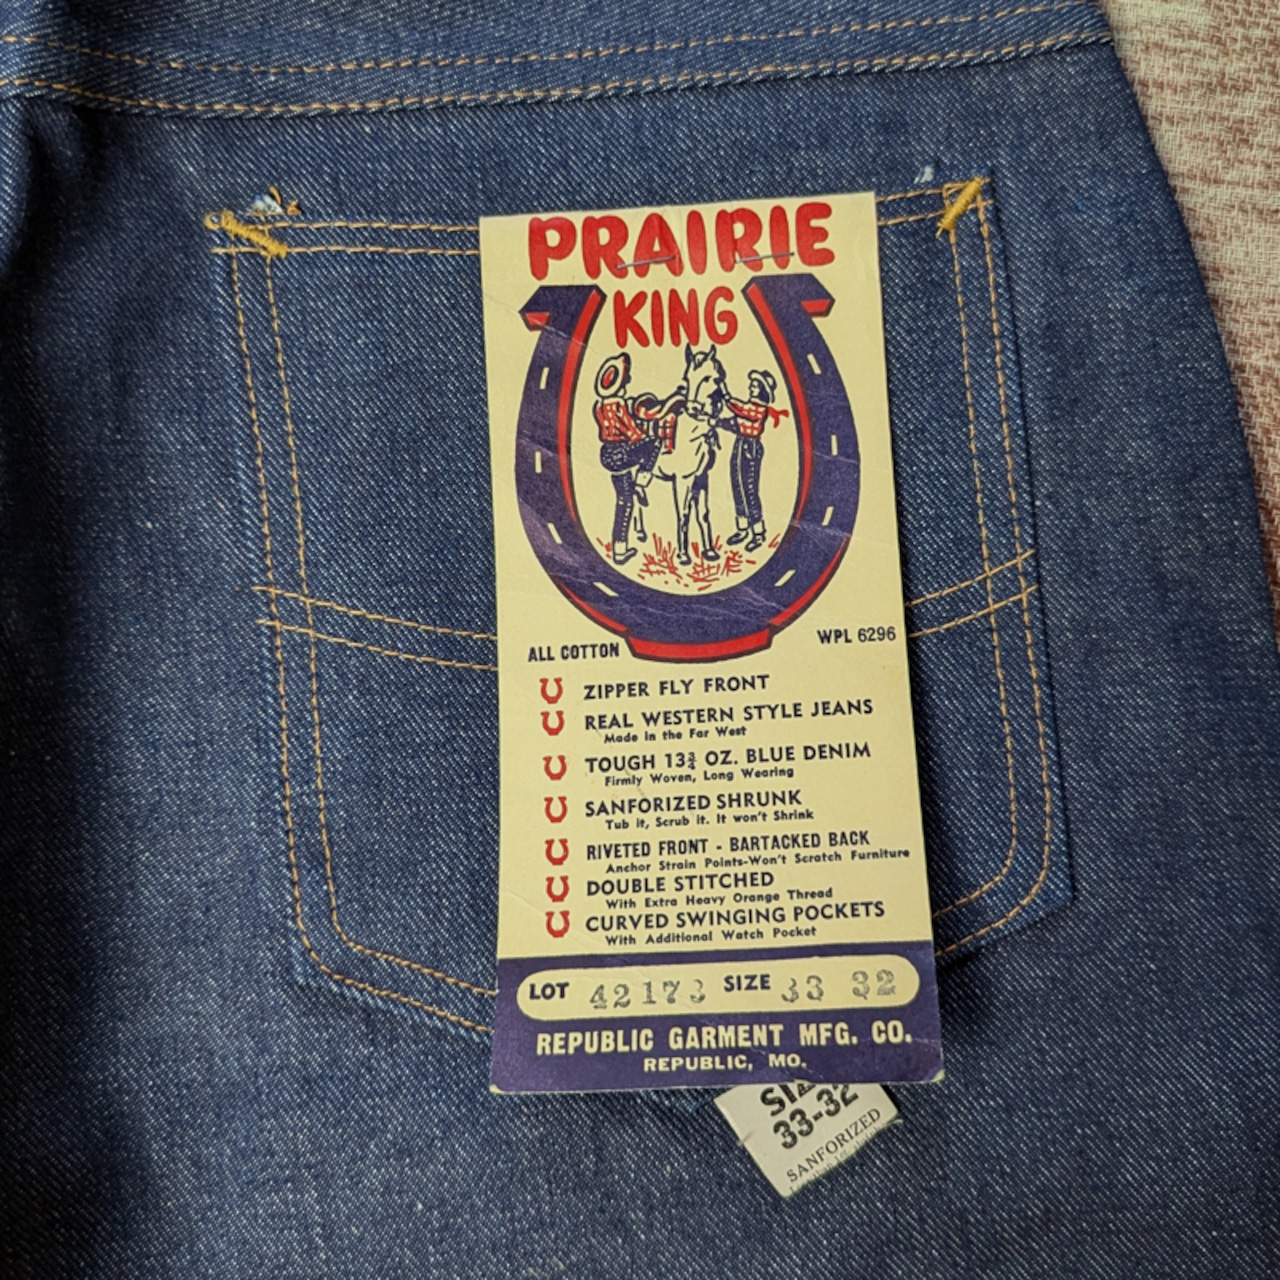 PRAIRIE
KING
ALL COTTON
WPL 6296
ZIPPER FLY FRONT
REAL WESTERN STYLE JEANS
Made in the Far West
TOUGH 13¾ OZ. BLUE DENIM
Firmly Woven, Long Wearing
SANFORIZED SHRUNK
Tub it, Scrub it. It won't Shrink
RIVETED FRONT - BARTACKED BACK
Anchor Strain Points-Won't Scratch Furniture
DOUBLE STITCHED
With Extra Heavy Orange Thread
CURVED SWINGING POCKETS
With Additional Watch Pocket
LOT 42173 SIZE 33 32
REPUBLIC GARMENT MFG. CO.
REPUBLIC, MO.
33-32
SANFORIZED